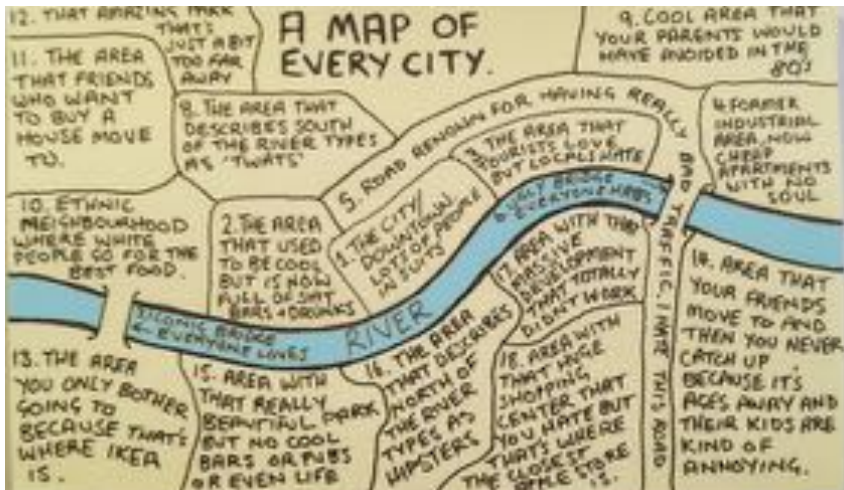 A MAP OF
EVERY CITY.
12. THAT AMAZING PARK
THAT'S
JUST A BIT
TOO FAR
AWAY
9. COOL AREA THAT
YOUR PARENTS WOULD
HAVE AVOIDED IN THE
80'S
11. THE AREA
THAT FRIENDS
WHO WANT
TO BUY A
HOUSE MOVE
TO.
8. THE AREA THAT
DESCRIBES SOUTH
OF THE RIVER TYPES
AS 'TWATS'
5. ROAD RENOWN FOR HAVING REALLY BAD TRAFFIC. I HATE THIS ROAD
3. THE AREA THAT
TOURISTS LOVE
BUT LOCALS HATE
4. FORMER
INDUSTRIAL
AREA, NOW
CHEAP
APARTMENTS
WITH NO
SOUL
10. ETHNIC
NEIGHBOURHOOD
WHERE WHITE
PEOPLE GO FOR THE
BEST FOOD.
2. THE AREA
THAT USED
TO BE COOL
BUT IS NOW
FULL OF SHIT
BARS + DRUNKS
1. THE CITY/
DOWNTOWN
LOTS OF PEOPLE
IN SUITS
6. UGLY BRIDGE
EVERYONE HATES
7. ICONIC BRIDGE
EVERYONE LOVES
RIVER
17. AREA WITH THE
MASSIVE
DEVELOPMENT
THAT TOTALLY
DIDN'T WORK
14. AREA THAT
YOUR FRIENDS
MOVE TO AND
THEN YOU NEVER
CATCH UP
BECAUSE IT'S
AGES AWAY AND
THEIR KIDS ARE
KIND OF
ANNOYING.
13. THE AREA
YOU ONLY BOTHER
GOING TO
BECAUSE THAT'S
WHERE IKEA
IS.
15. AREA WITH
THAT REALLY
BEAUTIFUL PARK
BUT NO COOL
BARS OR PUBS
OR EVEN LIFE
16. THE AREA
THAT DESCRIBES
NORTH OF
THE RIVER
TYPES AS
HIPSTERS
18. AREA WITH
THAT HUGE
SHOPPING
CENTER THAT
YOU HATE BUT
THAT'S WHERE
THE CLOSEST
APPLE STORE
IS.